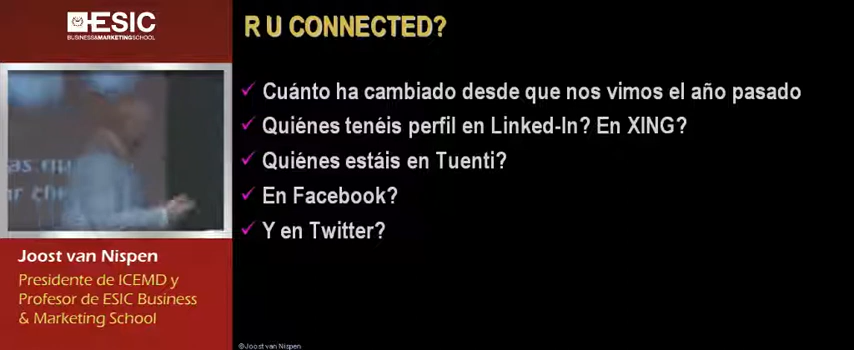 ESIC
BUSINESS&MARKETINGSCHOOL
R U CONNECTED?
Cuánto ha cambiado desde que nos vimos el año pasado
Quiénes tenéis perfil en Linked-In? En XING?
Quiénes estáis en Tuenti?
En Facebook?
Y en Twitter?
Joost van Nispen
Presidente de ICEMD y
Profesor de ESIC Business
& Marketing School
©Joost van Nispen